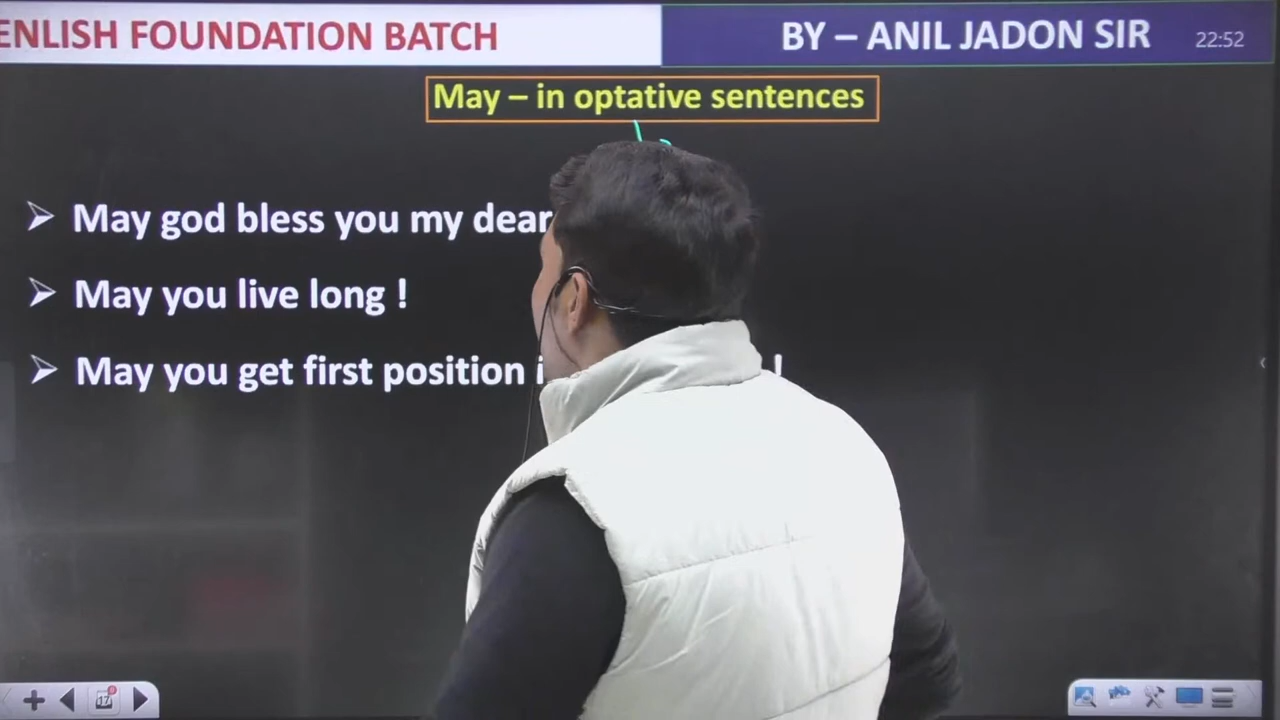 ENLISH FOUNDATION BATCH
BY – ANIL JADON SIR
22:52
May – in optative sentences
➢ May god bless you my dear
➢ May you live long !
➢ May you get first position !
17